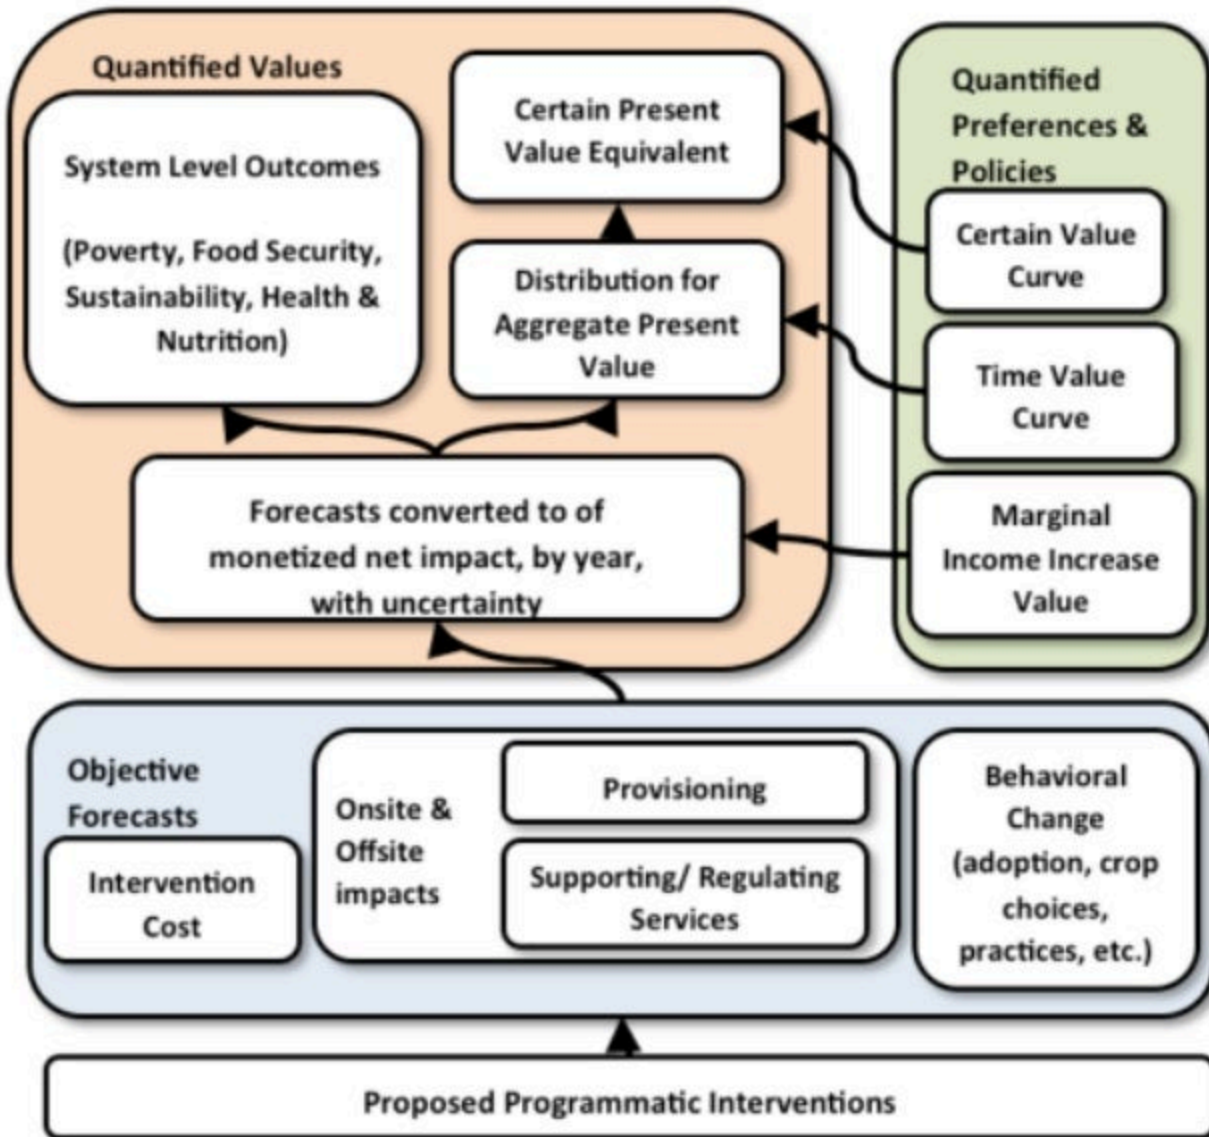 Quantified Values
System Level Outcomes
(Poverty, Food Security,
Sustainability, Health &
Nutrition)
Certain Present
Value Equivalent
Distribution for
Aggregate Present
Value
Forecasts converted to of
monetized net impact, by year,
with uncertainty
Quantified
Preferences &
Policies
Certain Value
Curve
Time Value
Curve
Marginal
Income Increase
Value
Objective
Forecasts
Intervention
Cost
Onsite &
Offsite
impacts
Provisioning
Supporting/ Regulating
Services
Behavioral
Change
(adoption, crop
choices,
practices, etc.)
Proposed Programmatic Interventions